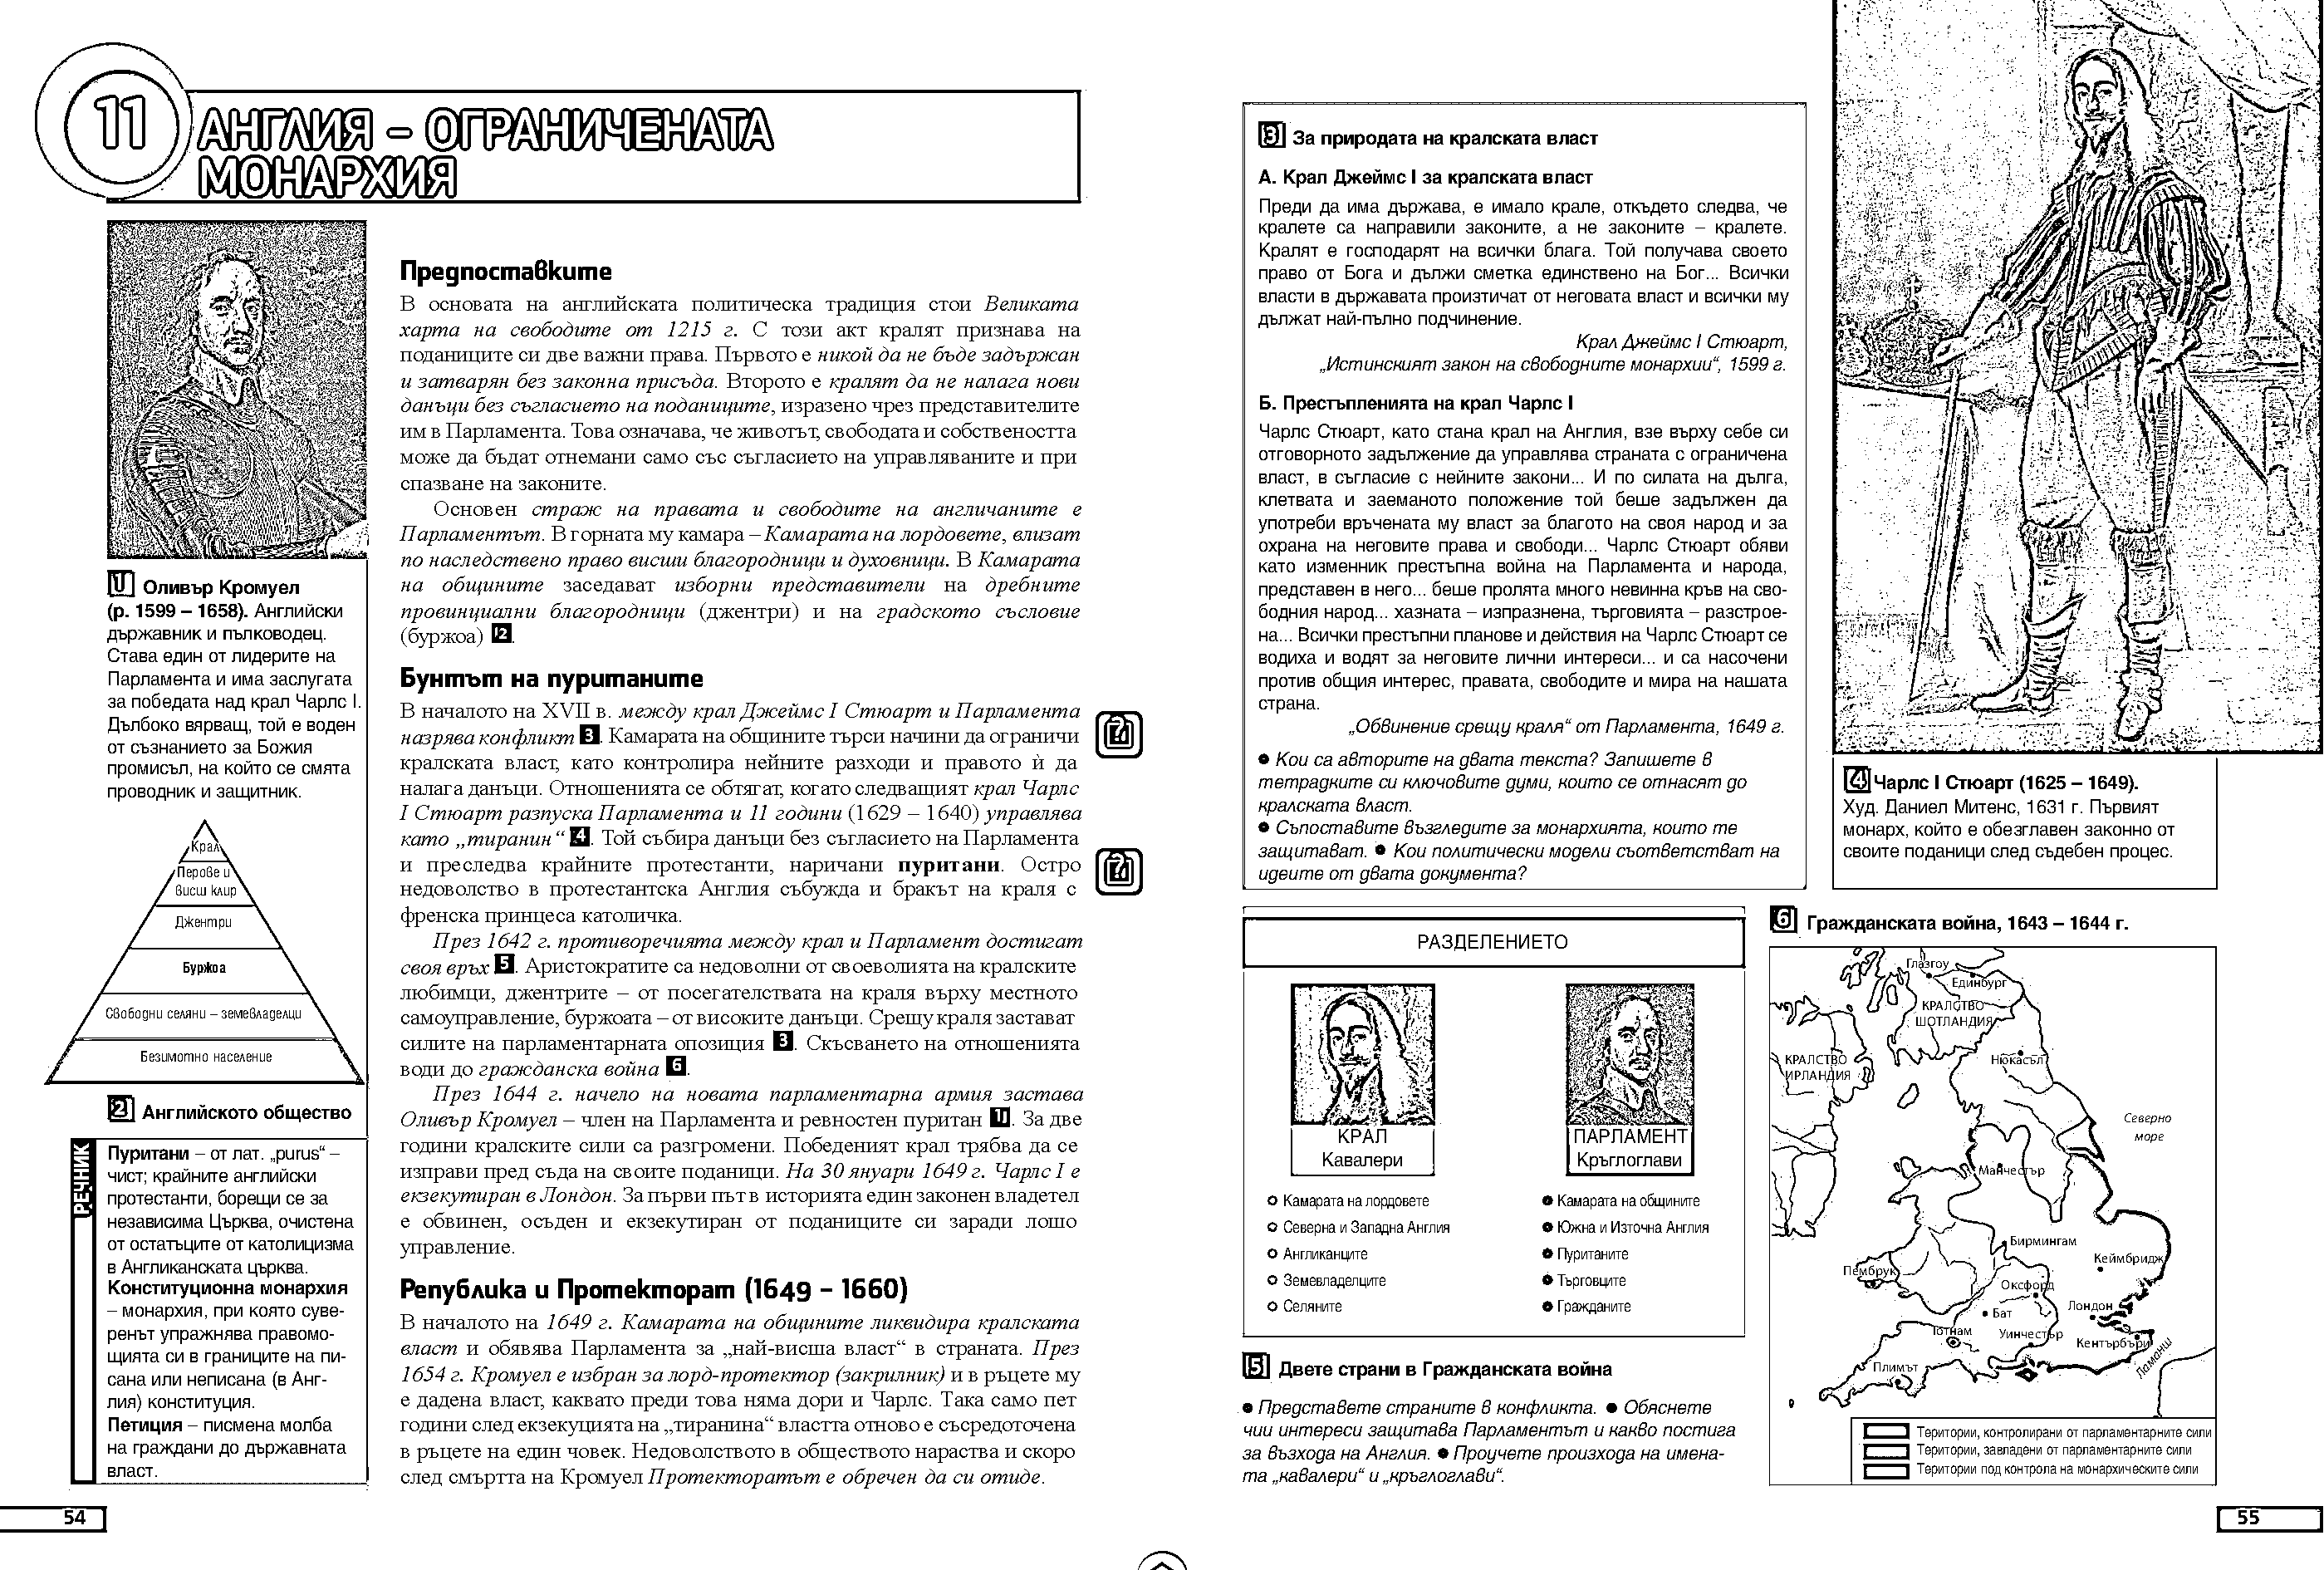 11
АНГЛИЯ – ОГРАНИЧЕНАТА
МОНАРХИЯ
1 Оливър Кромуел
(р. 1599 – 1658). Английски
държавник и пълководец.
Става един от лидерите на
Парламента и има заслугата
за победата над крал Чарлс I.
Дълбоко вярващ, той е воден
от съзнанието за Божия
промисъл, на който се смята
проводник и защитник.
Крал
Перове и
висш клир
Джентри
Буржоа
Свободни селяни – земевладелци
Безимотно население
2 Английското общество
РЕЧНИК
Пуритани – от лат. „purus“ –
чист; крайните английски
протестанти, борещи се за
независима Църква, очистена
от остатъците от католицизма
в Англиканската църква.
Конституционна монархия
– монархия, при която суве-
ренът упражнява правомо-
щията си в границите на пи-
сана или неписана (в Анг-
лия) конституция.
Петиция – писмена молба
на граждани до държавната
власт.
54
Предпоставките
В основата на английската политическа традиция стои Великата
харта на свободите от 1215 г. С този акт кралят признава на
поданиците си две важни права. Първото е никой да не бъде задържан
и затварян без законна присъда. Второто е кралят да не налага нови
данъци без съгласието на поданиците, изразено чрез представителите
им в Парламента. Това означава, че животът, свободата и собствеността
може да бъдат отнемани само със съгласието на управляваните и при
спазване на законите.
Основен страж на правата и свободите на англичаните е
Парламентът. В горната му камара – Камарата на лордовете, влизат
по наследствено право висши благородници и духовници. В Камарата
на общините заседават изборни представители на дребните
провинциални благородници (джентри) и на градското съсловие
(буржоа) 2.
Бунтът на пуританите
В началото на XVII в. между крал Джеймс I Стюарт и Парламента
назрява конфликт 3. Камарата на общините търси начини да ограничи
кралската власт, като контролира нейните разходи и правото ѝ да
налага данъци. Отношенията се обтягат, когато следващият крал Чарлс
I Стюарт разпуска Парламента и 11 години (1629 – 1640) управлява
като „тиранин“ 4. Той събира данъци без съгласието на Парламента
и преследва крайните протестанти, наричани пуритани. Остро
недоволство в протестантска Англия събужда и бракът на краля с
френска принцеса католичка.
През 1642 г. противоречията между крал и Парламент достигат
своя връх 5. Аристократите са недоволни от своеволията на кралските
любимци, джентрите – от посегателствата на краля върху местното
самоуправление, буржоата – от високите данъци. Срещу краля застават
силите на парламентарната опозиция 3. Скъсването на отношенията
води до гражданска война 6.
През 1644 г. начело на новата парламентарна армия застава
Оливър Кромуел – член на Парламента и ревностен пуритан 1. За две
години кралските сили са разгромени. Победеният крал трябва да се
изправи пред съда на своите поданици. На 30 януари 1649 г. Чарлс I е
екзекутиран в Лондон. За първи път в историята един законен владетел
е обвинен, осъден и екзекутиран от поданиците си заради лошо
управление.
Република и Протекторат (1649 – 1660)
В началото на 1649 г. Камарата на общините ликвидира кралската
власт и обявява Парламента за „най-висша власт“ в страната. През
1654 г. Кромуел е избран за лорд-протектор (закрилник) и в ръцете му
е дадена власт, каквато преди това няма дори и Чарлс. Така само пет
години след екзекуцията на „тиранина“ властта отново е съсредоточена
в ръцете на един човек. Недоволството в обществото нараства и скоро
след смъртта на Кромуел Протекторатът е обречен да си отиде.
?
?
3 За природата на кралската власт
А. Крал Джеймс I за кралската власт
Преди да има държава, е имало крале, откъдето следва, че
кралете са направили законите, а не законите – кралете.
Кралят е господарят на всички блага. Той получава своето
право от Бога и дължи сметка единствено на Бог... Всички
власти в държавата произтичат от неговата власт и всички му
дължат най-пълно подчинение.
Крал Джеймс I Стюарт,
„Истинският закон на свободните монархии“, 1599 г.
Б. Престъпленията на крал Чарлс I
Чарлс Стюарт, като стана крал на Англия, взе върху себе си
отговорното задължение да управлява страната с ограничена
власт, в съгласие с нейните закони... И по силата на дълга,
клетвата и заеманото положение той беше задължен да
употреби връчената му власт за благото на своя народ и за
охрана на неговите права и свободи... Чарлс Стюарт обяви
като изменник престъпна война на Парламента и народа,
представен в него... беше пролята много невинна кръв на сво-
бодния народ... хазната – изпразнена, търговията – разстрое-
на... Всички престъпни планове и действия на Чарлс Стюарт се
водиха и водят за неговите лични интереси... и са насочени
против общия интерес, правата, свободите и мира на нашата
страна.
„Обвинение срещу краля“ от Парламента, 1649 г.
● Кои са авторите на двата текста? Запишете в
тетрадките си ключовите думи, които се отнасят до
кралската власт.
● Съпоставите възгледите за монархията, които те
защитават. ● Кои политически модели съответстват на
идеите от двата документа?
4 Чарлс I Стюарт (1625 – 1649).
Худ. Даниел Митенс, 1631 г. Първият
монарх, който е обезглавен законно от
своите поданици след съдебен процес.
РАЗДЕЛЕНИЕТО
КРАЛ
Кавалери
ПАРЛАМЕНТ
Кръглоглави
Камарата на лордовете
Северна и Западна Англия
Англиканците
Земевладелците
Селяните
● Камарата на общините
● Южна и Източна Англия
● Пуританите
● Търговците
● Гражданите
5 Двете страни в Гражданската война
● Представете страните в конфликта. ● Обяснете
чии интереси защитава Парламентът и какво постига
за възхода на Англия. ● Проучете произхода на имена-
та „кавалери“ и „кръглоглави“.
6 Гражданската война, 1643 – 1644 г.
Глазгоу
Единбург
КРАЛСТВО
ШОТЛАНДИЯ
КРАЛСТВО
ИРЛАНДИЯ
Нюкасъл
Северно
море
Манчестър
Бирмингам
Кеймбридж
Пембрук
Оксфорд
Бат
Лондон
Тотнам
Уинчестър
Кентърбъри
Плимът
Ламанш
Територии, контролирани от парламентарните сили
Територии, завладени от парламентарните сили
Територии под контрола на монархическите сили
55